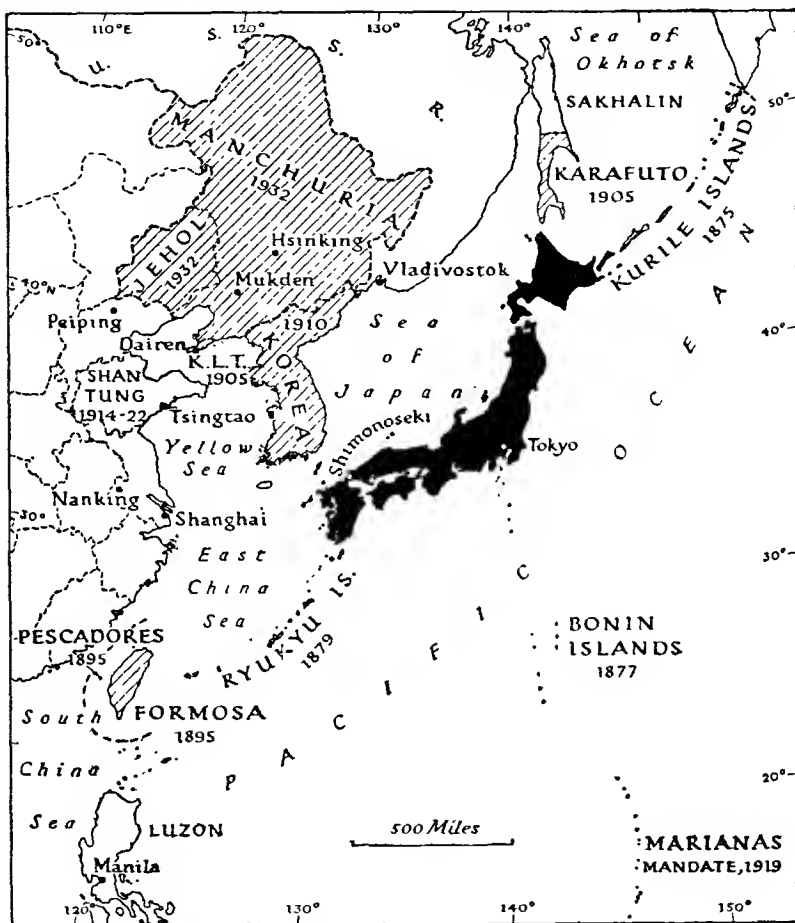 110°E
120°
130°
140°
150°
50°
U. S. S. R.
Sea of
Okhotsk
SAKHALIN
50°
MANCHURIA
1932
KARAFUTO
1905
KURILE ISLANDS
1875
JEHOL
1932
Hsinking
Mukden
Vladivostok
40°N
Peiping
1910
KOREA
Sea
of
Japan
40°
Dairen
K.L.T.
1905
SHAN
TUNG
1914-22
Tsingtao
Yellow
Sea
Shimonoseki
Tokyo
Nanking
Shanghai
30°
East
China
Sea
30°
RYUKYU IS.
1879
PACIFIC OCEAN
BONIN
ISLANDS
1877
PESCADORES
1895
South
China
Sea
FORMOSA
1895
20°
500 Miles
LUZON
Manila
MARIANAS
MANDATE, 1919
120°
130°
140°
150°